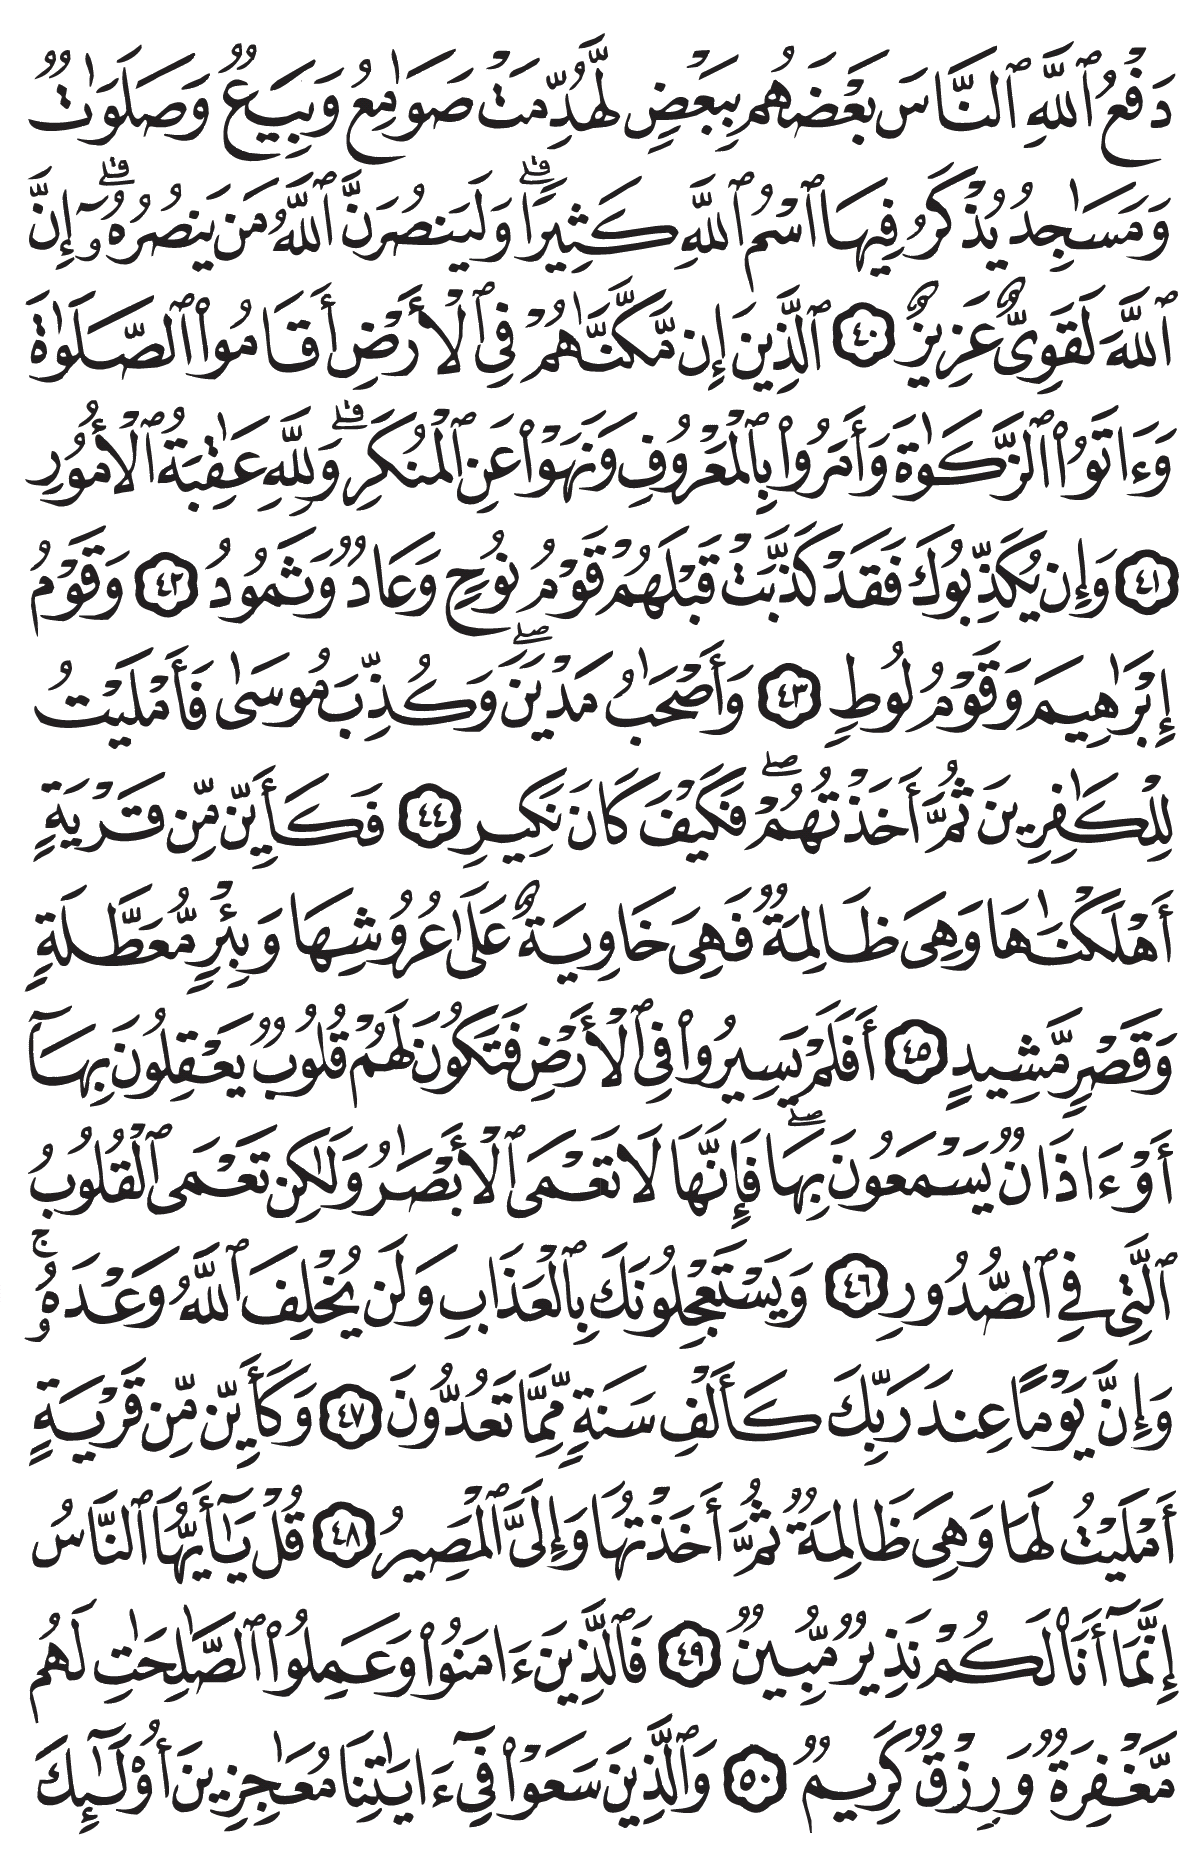 دَفْعُ ٱللَّهِ ٱلنَّاسَ بَعْضَهُم بِبَعْضٍ لَهُدِّمَتْ صَوَٰمِعُ وَبِيَعٌ وَصَلَوَٰتٌ
وَمَسَٰجِدُ يُذْكَرُ فِيهَا ٱسْمُ ٱللَّهِ كَثِيرًاۗ وَلَيَنصُرَنَّ ٱللَّهُ مَن يَنصُرُهُۥٓۗ إِنَّ
ٱللَّهَ لَقَوِىٌّ عَزِيزٌ ٤٠ ٱلَّذِينَ إِن مَّكَّنَّٰهُمْ فِى ٱلْأَرْضِ أَقَامُوا۟ ٱلصَّلَوٰةَ
وَءَاتَوُا۟ ٱلزَّكَوٰةَ وَأَمَرُوا۟ بِٱلْمَعْرُوفِ وَنَهَوْا۟ عَنِ ٱلْمُنكَرِۗ وَلِلَّهِ عَٰقِبَةُ ٱلْأُمُورِ
٤١ وَإِن يُكَذِّبُوكَ فَقَدْ كَذَّبَتْ قَبْلَهُمْ قَوْمُ نُوحٍ وَعَادٌ وَثَمُودُ ٤٢ وَقَوْمُ
إِبْرَٰهِيمَ وَقَوْمُ لُوطٍ ٤٣ وَأَصْحَٰبُ مَدْيَنَۖ وَكُذِّبَ مُوسَىٰ فَأَمْلَيْتُ
لِلْكَٰفِرِينَ ثُمَّ أَخَذْتُهُمْۖ فَكَيْفَ كَانَ نَكِيرِ ٤٤ فَكَأَيِّن مِّن قَرْيَةٍ
أَهْلَكْنَٰهَا وَهِىَ ظَالِمَةٌ فَهِىَ خَاوِيَةٌ عَلَىٰ عُرُوشِهَا وَبِئْرٍ مُّعَطَّلَةٍ
وَقَصْرٍ مَّشِيدٍ ٤٥ أَفَلَمْ يَسِيرُوا۟ فِى ٱلْأَرْضِ فَتَكُونَ لَهُمْ قُلُوبٌ يَعْقِلُونَ بِهَآ
أَوْ ءَاذَانٌ يَسْمَعُونَ بِهَاۖ فَإِنَّهَا لَا تَعْمَى ٱلْأَبْصَٰرُ وَلَٰكِن تَعْمَى ٱلْقُلُوبُ
ٱلَّتِى فِى ٱلصُّدُورِ ٤٦ وَيَسْتَعْجِلُونَكَ بِٱلْعَذَابِ وَلَن يُخْلِفَ ٱللَّهُ وَعْدَهُۥۚ
وَإِنَّ يَوْمًا عِندَ رَبِّكَ كَأَلْفِ سَنَةٍ مِّمَّا تَعُدُّونَ ٤٧ وَكَأَيِّن مِّن قَرْيَةٍ
أَمْلَيْتُ لَهَا وَهِىَ ظَالِمَةٌ ثُمَّ أَخَذْتُهَا وَإِلَىَّ ٱلْمَصِيرُ ٤٨ قُلْ يَٰٓأَيُّهَا ٱلنَّاسُ
إِنَّمَآ أَنَا۠ لَكُمْ نَذِيرٌ مُّبِينٌ ٤٩ فَٱلَّذِينَ ءَامَنُوا۟ وَعَمِلُوا۟ ٱلصَّٰلِحَٰتِ لَهُم
مَّغْفِرَةٌ وَرِزْقٌ كَرِيمٌ ٥٠ وَٱلَّذِينَ سَعَوْا۟ فِىٓ ءَايَٰتِنَا مُعَٰجِزِينَ أُو۟لَٰٓئِكَ